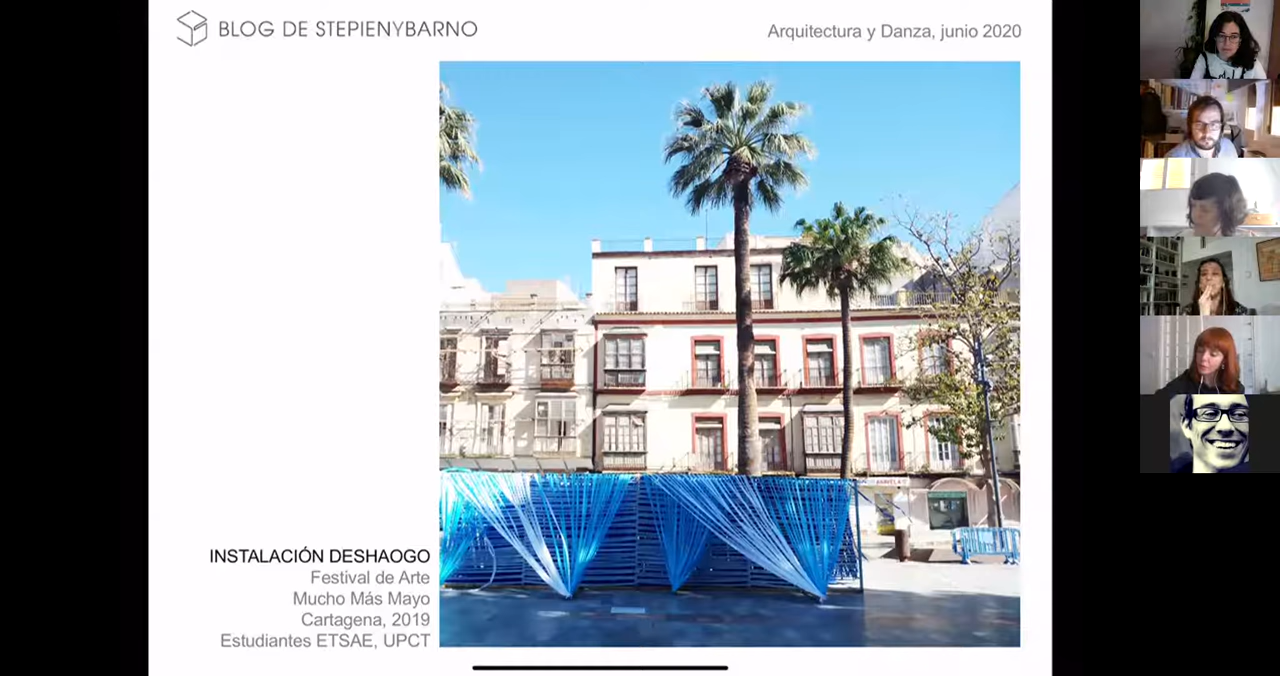 BLOG DE STEPIENYBARNO
Arquitectura y Danza, junio 2020
INSTALACIÓN DESHAOGO
Festival de Arte
Mucho Más Mayo
Cartagena, 2019
Estudiantes ETSAE, UPCT